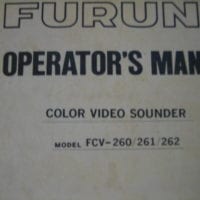 FURUN
OPERATOR'S MAN
COLOR VIDEO SOUNDER
MODEL FCV-260/261/262